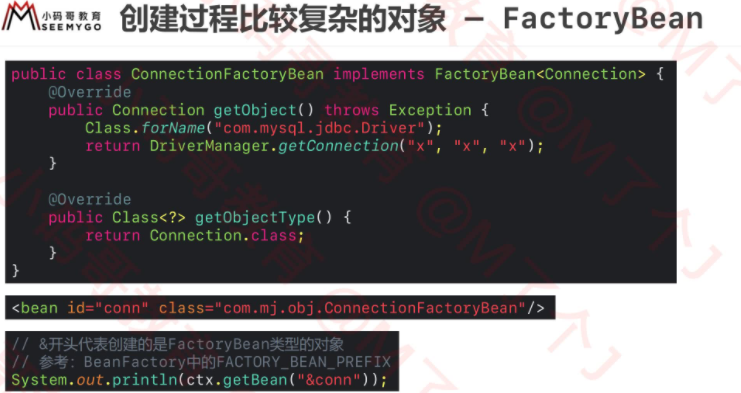 小码哥教育
SEEMYGO
创建过程比较复杂的对象 – FactoryBean
public class ConnectionFactoryBean implements FactoryBean<Connection> {
@Override
public Connection getObject() throws Exception {
Class.forName("com.mysql.jdbc.Driver");
return DriverManager.getConnection("x", "x", "x");
}
@Override
public Class<?> getObjectType() {
return Connection.class;
}
}
<bean id="conn" class="com.mj.obj.ConnectionFactoryBean"/>
// &开头代表创建的是FactoryBean类型的对象
// 参考：BeanFactory中的FACTORY_BEAN_PREFIX
System.out.println(ctx.getBean("&conn"));